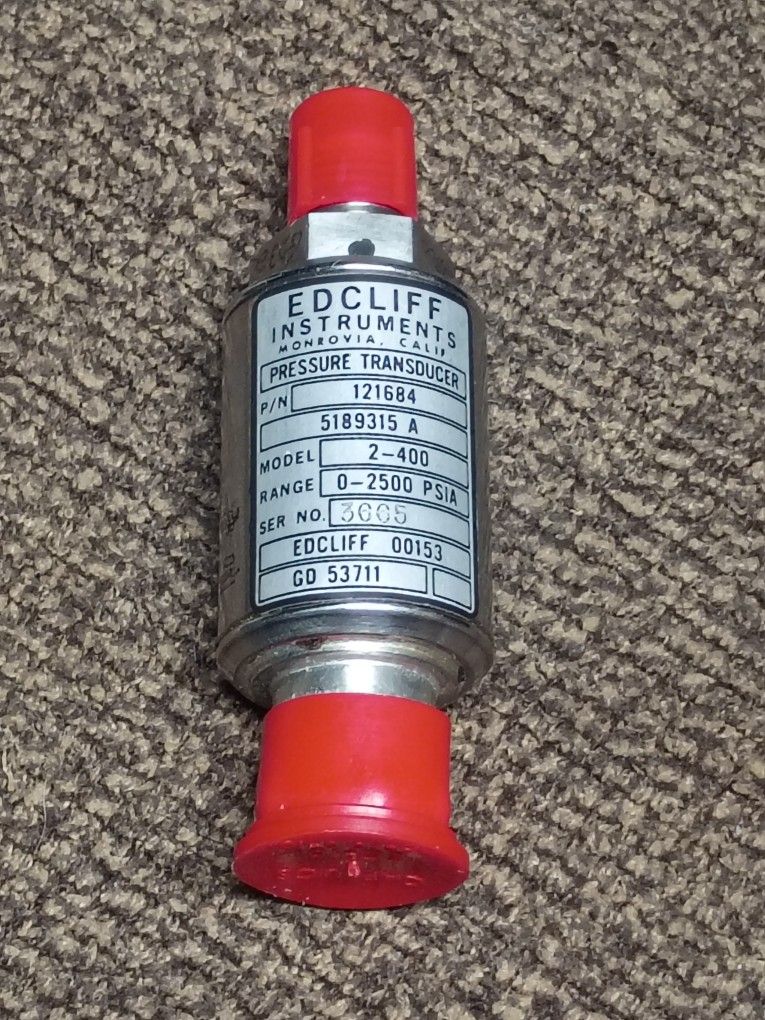 EDCLIFF
INSTRUMENTS
MONROVIA, CALIF.
PRESSURE TRANSDUCER
P/N 121684
5189315 A
MODEL 2-400
RANGE 0-2500 PSIA
SER NO. 3665
EDCLIFF 00153
GD 53711